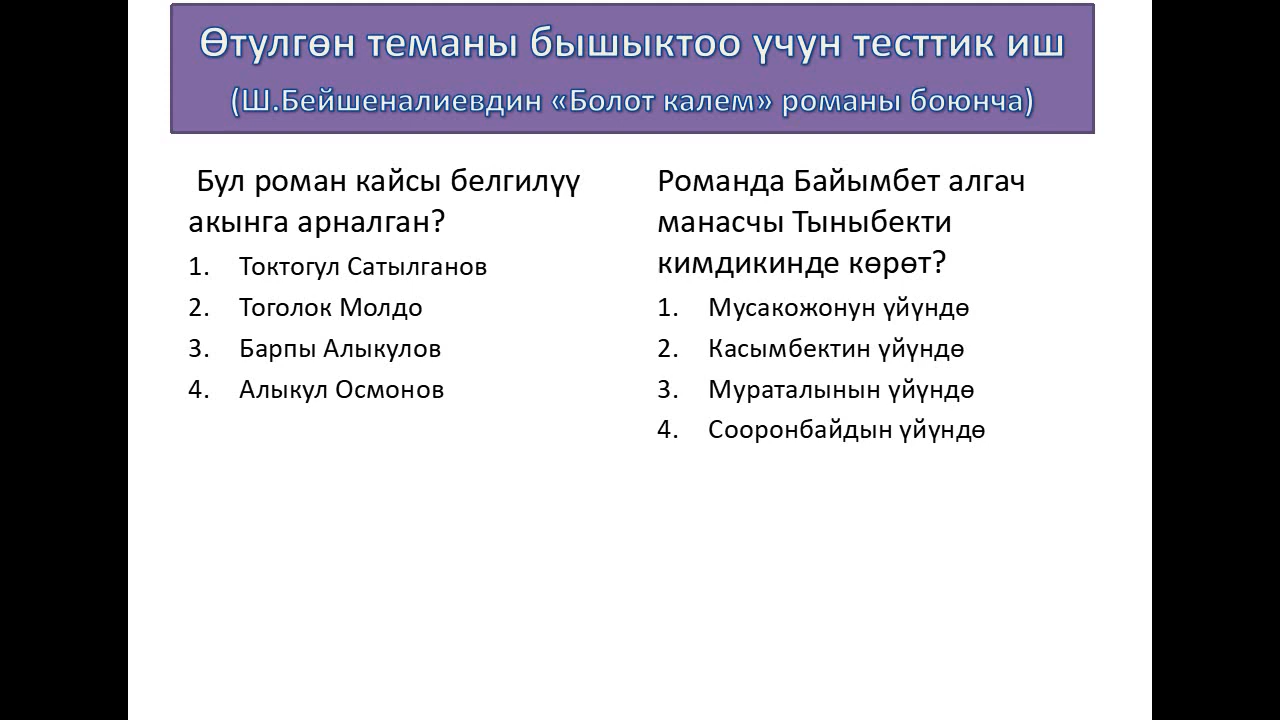 Өтулгөн теманы бышыктоо үчун тесттик иш
(Ш.Бейшеналиевдин «Болот калем» романы боюнча)
Бул роман кайсы белгилүү
акынга арналган?
1. Токтогул Сатылганов
2. Тоголок Молдо
3. Барпы Алыкулов
4. Алыкул Осмонов
Романда Байымбет алгач
манасчы Тыныбекти
кимдикинде көрөт?
1. Мусакожонун үйүндө
2. Касымбектин үйүндө
3. Мураталынын үйүндө
4. Сооронбайдын үйүндө